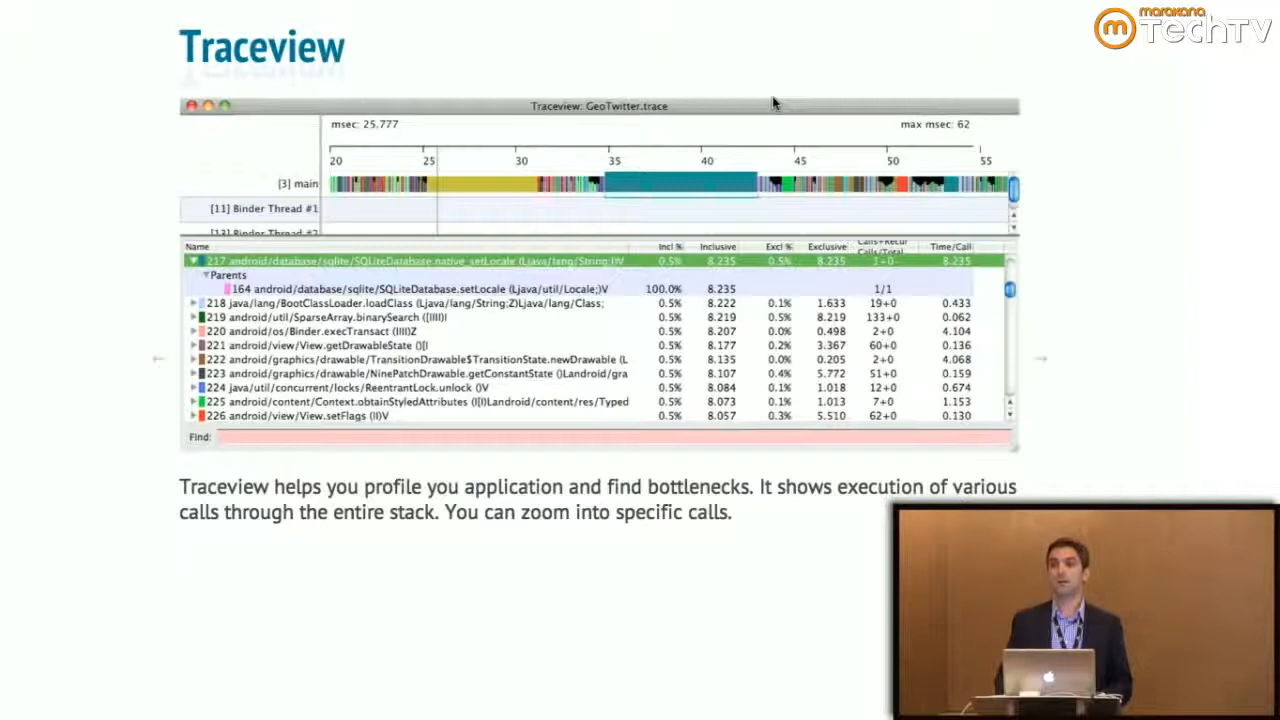 marakana
TechTV
Traceview
Traceview: GeoTwitter.trace
msec: 25.777
max msec: 62
20 25 30 35 40 45 50 55
[3] main
[11] Binder Thread #1
[13] Binder Thread #2
Name Incl % Inclusive Excl % Exclusive Calls+Recur Calls/Total Time/Call
217 android/database/sqlite/SQLiteDatabase.native_setLocale (Ljava/lang/String;I)V 0.5% 8.235 0.5% 8.235 1+0 8.235
Parents
164 android/database/sqlite/SQLiteDatabase.setLocale (Ljava/util/Locale;)V 100.0% 8.235 1/1
218 java/lang/BootClassLoader.loadClass (Ljava/lang/String;Z)Ljava/lang/Class; 0.5% 8.222 0.1% 1.633 19+0 0.433
219 android/util/SparseArray.binarySearch ([IIII)I 0.5% 8.219 0.5% 8.219 133+0 0.062
220 android/os/Binder.execTransact (IIII)Z 0.5% 8.207 0.0% 0.498 2+0 4.104
221 android/view/View.getDrawableState ()[I 0.5% 8.177 0.2% 3.367 60+0 0.136
222 android/graphics/drawable/TransitionDrawable$TransitionState.newDrawable (L 0.5% 8.135 0.0% 0.205 2+0 4.068
223 android/graphics/drawable/NinePatchDrawable.getConstantState ()Landroid/gra 0.5% 8.107 0.4% 5.772 51+0 0.159
224 java/util/concurrent/locks/ReentrantLock.unlock ()V 0.5% 8.084 0.1% 1.018 12+0 0.674
225 android/content/Context.obtainStyledAttributes (I[I)Landroid/content/res/Typed 0.5% 8.073 0.1% 1.013 7+0 1.153
226 android/view/View.setFlags (II)V 0.5% 8.057 0.3% 5.510 62+0 0.130
Find:
Traceview helps you profile you application and find bottlenecks. It shows execution of various
calls through the entire stack. You can zoom into specific calls.